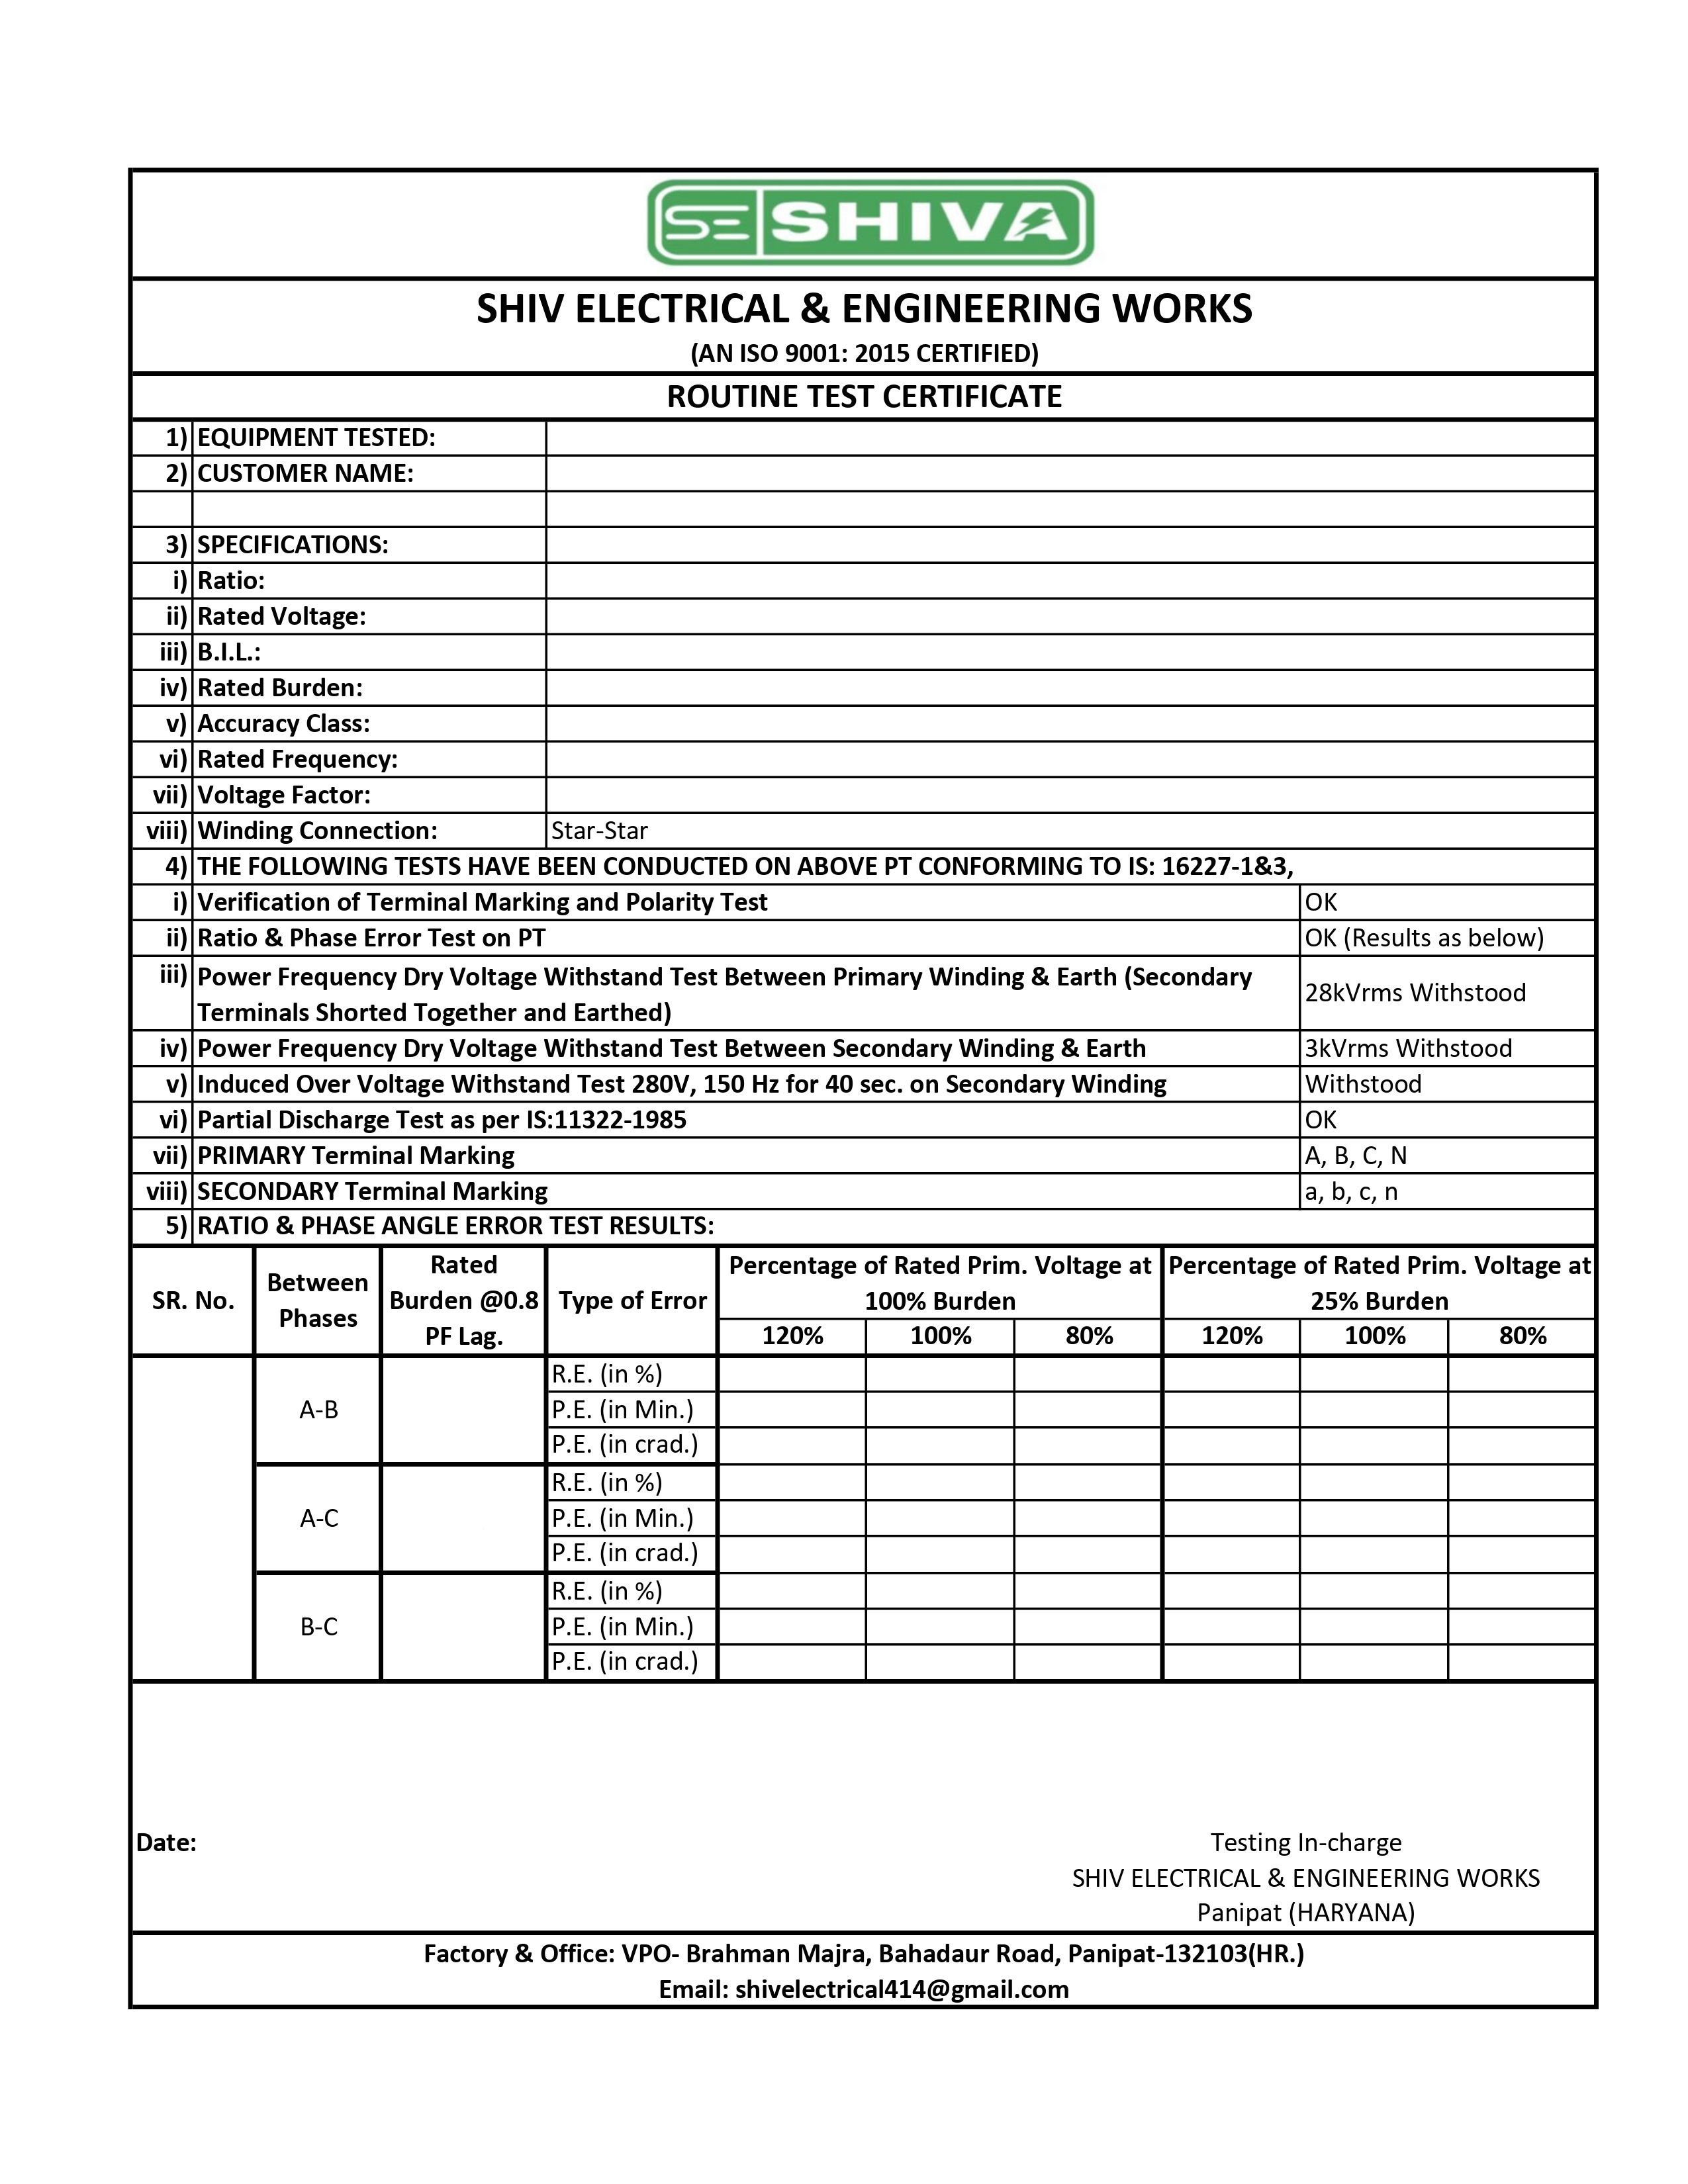 SE SHIVA
SHIV ELECTRICAL & ENGINEERING WORKS
(AN ISO 9001: 2015 CERTIFIED)
ROUTINE TEST CERTIFICATE
1) EQUIPMENT TESTED:
2) CUSTOMER NAME:
3) SPECIFICATIONS:
i) Ratio:
ii) Rated Voltage:
iii) B.I.L.:
iv) Rated Burden:
v) Accuracy Class:
vi) Rated Frequency:
vii) Voltage Factor:
viii) Winding Connection: Star-Star
4) THE FOLLOWING TESTS HAVE BEEN CONDUCTED ON ABOVE PT CONFORMING TO IS: 16227-1&3,
i) Verification of Terminal Marking and Polarity Test OK
ii) Ratio & Phase Error Test on PT OK (Results as below)
iii) Power Frequency Dry Voltage Withstand Test Between Primary Winding & Earth (Secondary
Terminals Shorted Together and Earthed) 28kVrms Withstood
iv) Power Frequency Dry Voltage Withstand Test Between Secondary Winding & Earth 3kVrms Withstood
v) Induced Over Voltage Withstand Test 280V, 150 Hz for 40 sec. on Secondary Winding Withstood
vi) Partial Discharge Test as per IS:11322-1985 OK
vii) PRIMARY Terminal Marking A, B, C, N
viii) SECONDARY Terminal Marking a, b, c, n
5) RATIO & PHASE ANGLE ERROR TEST RESULTS:
SR. No.
Between
Phases
Rated
Burden @0.8
PF Lag.
Type of Error
Percentage of Rated Prim. Voltage at
100% Burden
Percentage of Rated Prim. Voltage at
25% Burden
120% 100% 80% 120% 100% 80%
A-B
R.E. (in %)
P.E. (in Min.)
P.E. (in crad.)
A-C
R.E. (in %)
P.E. (in Min.)
P.E. (in crad.)
B-C
R.E. (in %)
P.E. (in Min.)
P.E. (in crad.)
Date:
Testing In-charge
SHIV ELECTRICAL & ENGINEERING WORKS
Panipat (HARYANA)
Factory & Office: VPO- Brahman Majra, Bahadaur Road, Panipat-132103(HR.)
Email: shivelectrical414@gmail.com